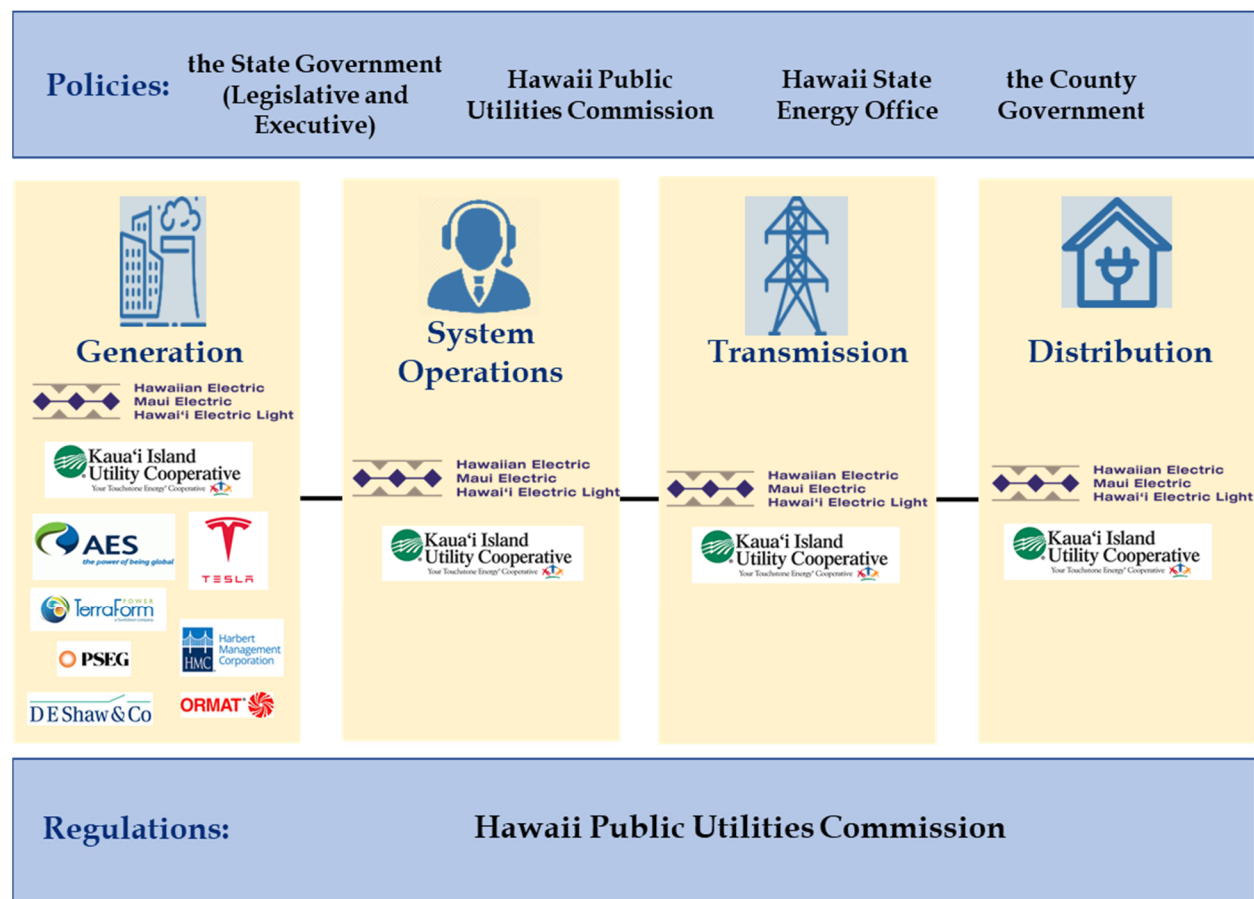 Policies:
the State Government
(Legislative and
Executive)
Hawaii Public
Utilities Commission
Hawaii State
Energy Office
the County
Government
Generation
Hawaiian Electric
Maui Electric
Hawai‘i Electric Light
Kaua‘i Island
Utility Cooperative
Your Touchstone Energy® Cooperative
AES
the power of being global
TESLA
TerraForm
POWER
a SunEdison company
PSEG
HMC
Harbert
Management
Corporation
DE Shaw & Co
ORMAT
System
Operations
Hawaiian Electric
Maui Electric
Hawai‘i Electric Light
Kaua‘i Island
Utility Cooperative
Your Touchstone Energy® Cooperative
Transmission
Hawaiian Electric
Maui Electric
Hawai‘i Electric Light
Kaua‘i Island
Utility Cooperative
Your Touchstone Energy® Cooperative
Distribution
Hawaiian Electric
Maui Electric
Hawai‘i Electric Light
Kaua‘i Island
Utility Cooperative
Your Touchstone Energy® Cooperative
Regulations:
Hawaii Public Utilities Commission